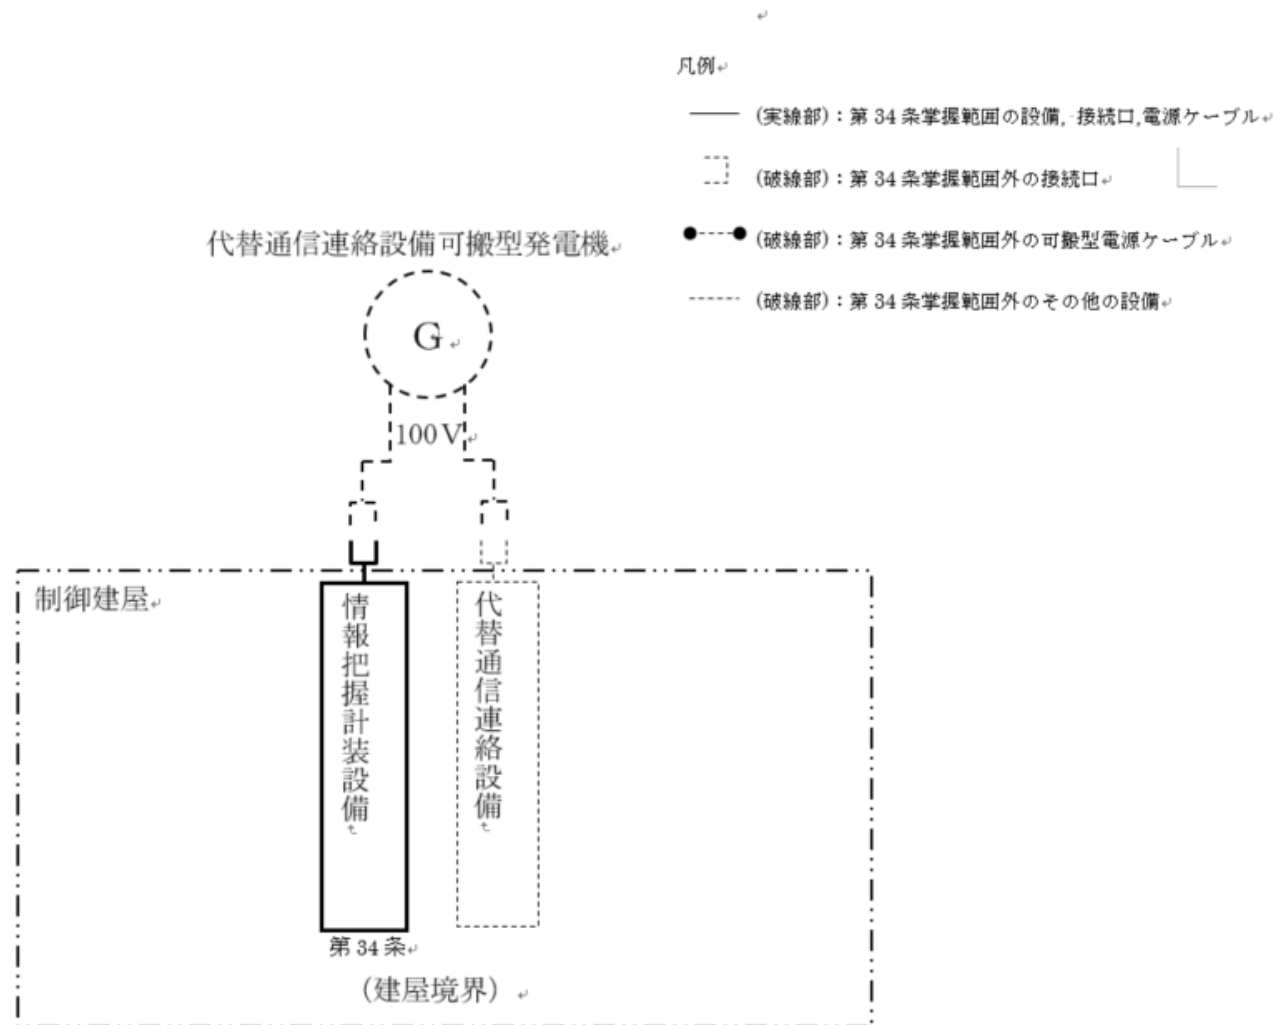 凡例
(実線部)：第 34 条掌握範囲の設備, 接続口,電源ケーブル
(破線部)：第 34 条掌握範囲外の接続口
(破線部)：第 34 条掌握範囲外の可搬型電源ケーブル
(破線部)：第 34 条掌握範囲外のその他の設備
代替通信連絡設備可搬型発電機
G
100V
制御建屋
情報把握計装設備
代替通信連絡設備
第 34 条
（建屋境界）